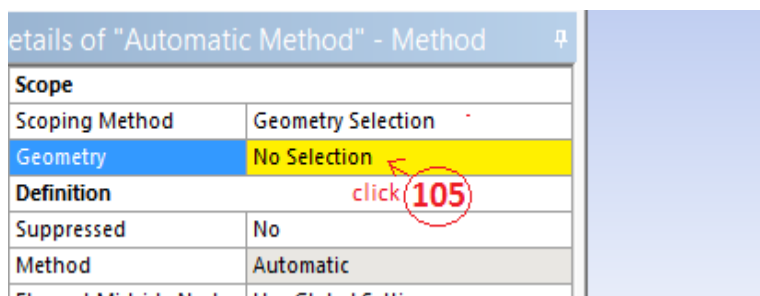 etails of "Automatic Method" - Method
Scope
Scoping Method Geometry Selection
Geometry No Selection
Definition click 105
Suppressed No
Method Automatic